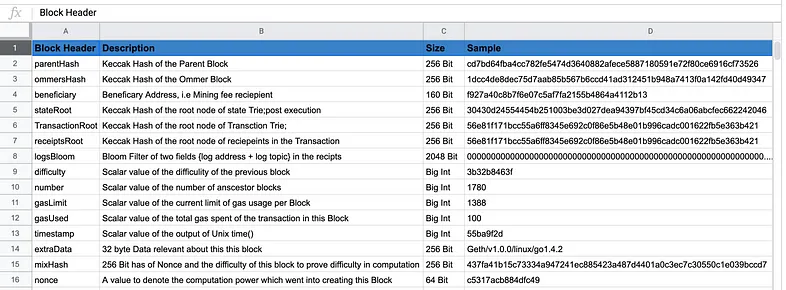 fx Block Header
A B C D
1 Block Header Description Size Sample
2 parentHash Keccak Hash of the Parent Block 256 Bit cd7bd64fba4cc782fe5474d3640882afece5887180591e72f80ce6916cf73526
3 ommersHash Keccak Hash of the Ommer Block 256 Bit 1dcc4de8dec75d7aab85b567b6ccd41ad312451b948a7413f0a142fd40d49347
4 beneficiary Beneficary Address, i.e Mining fee reciepient 160 Bit f927a40c8b7f6e07c5af7fa2155b4864a4112b13
5 stateRoot Keccak Hash of the root node of state Trie;post execution 256 Bit 30430d24554454b251003be3d027dea94397bf45cd34c6a06abcfec662242046
6 TransactionRoot Keccak Hash of the root node of Transction Trie; 256 Bit 56e81f171bcc55a6ff8345e692c0f86e5b48e01b996cadc001622fb5e363b421
7 receiptsRoot Keccak Hash of the root node of reciepeints in the Transaction 256 Bit 56e81f171bcc55a6ff8345e692c0f86e5b48e01b996cadc001622fb5e363b421
8 logsBloom Bloom Filter of two fields {log address + log topic} in the recipts 2048 Bit 00000000000000000000000000000000000000000000000000000000000000000....
9 difficulty Scalar value of the difficulity of the previous block Big Int 3b32b8463f
10 number Scalar value of the number of anscestor blocks Big Int 1780
11 gasLimit Scalar value of the current limit of gas usage per Block Big Int 1388
12 gasUsed Scalar value of the total gas spent of the transaction in this Block Big Int 100
13 timestamp Scalar value of the output of Unix time() Big Int 55ba9f2d
14 extraData 32 byte Data relevant about this this block 256 Bit Geth/v1.0.0/linux/go1.4.2
15 mixHash 256 Bit has of Nonce and the difficulty of this block to prove difficulty in computation 256 Bit 437fa41b15c73334a947241ec885423a487d4401a0c3ec7c30550c1e039bccd7
16 nonce A value to denote the computation power which went into creating this Block 64 Bit c5317acb884dfc49